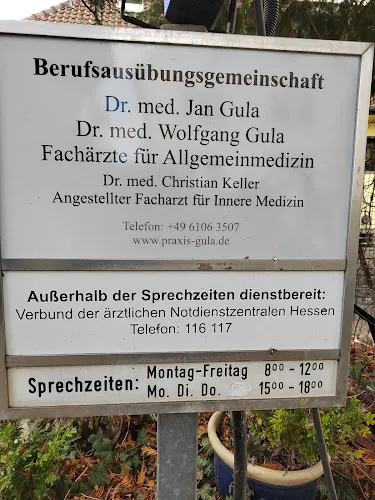 Berufsausübungsgemeinschaft
Dr. med. Jan Gula
Dr. med. Wolfgang Gula
Fachärzte für Allgemeinmedizin
Dr. med. Christian Keller
Angestellter Facharzt für Innere Medizin
Telefon: +49 6106 3507
www.praxis-gula.de
Außerhalb der Sprechzeiten dienstbereit:
Verbund der ärztlichen Notdienstzentralen Hessen
Telefon: 116 117
Sprechzeiten: Montag-Freitag 8⁰⁰ - 12⁰⁰
Mo. Di. Do. 15⁰⁰ - 18⁰⁰